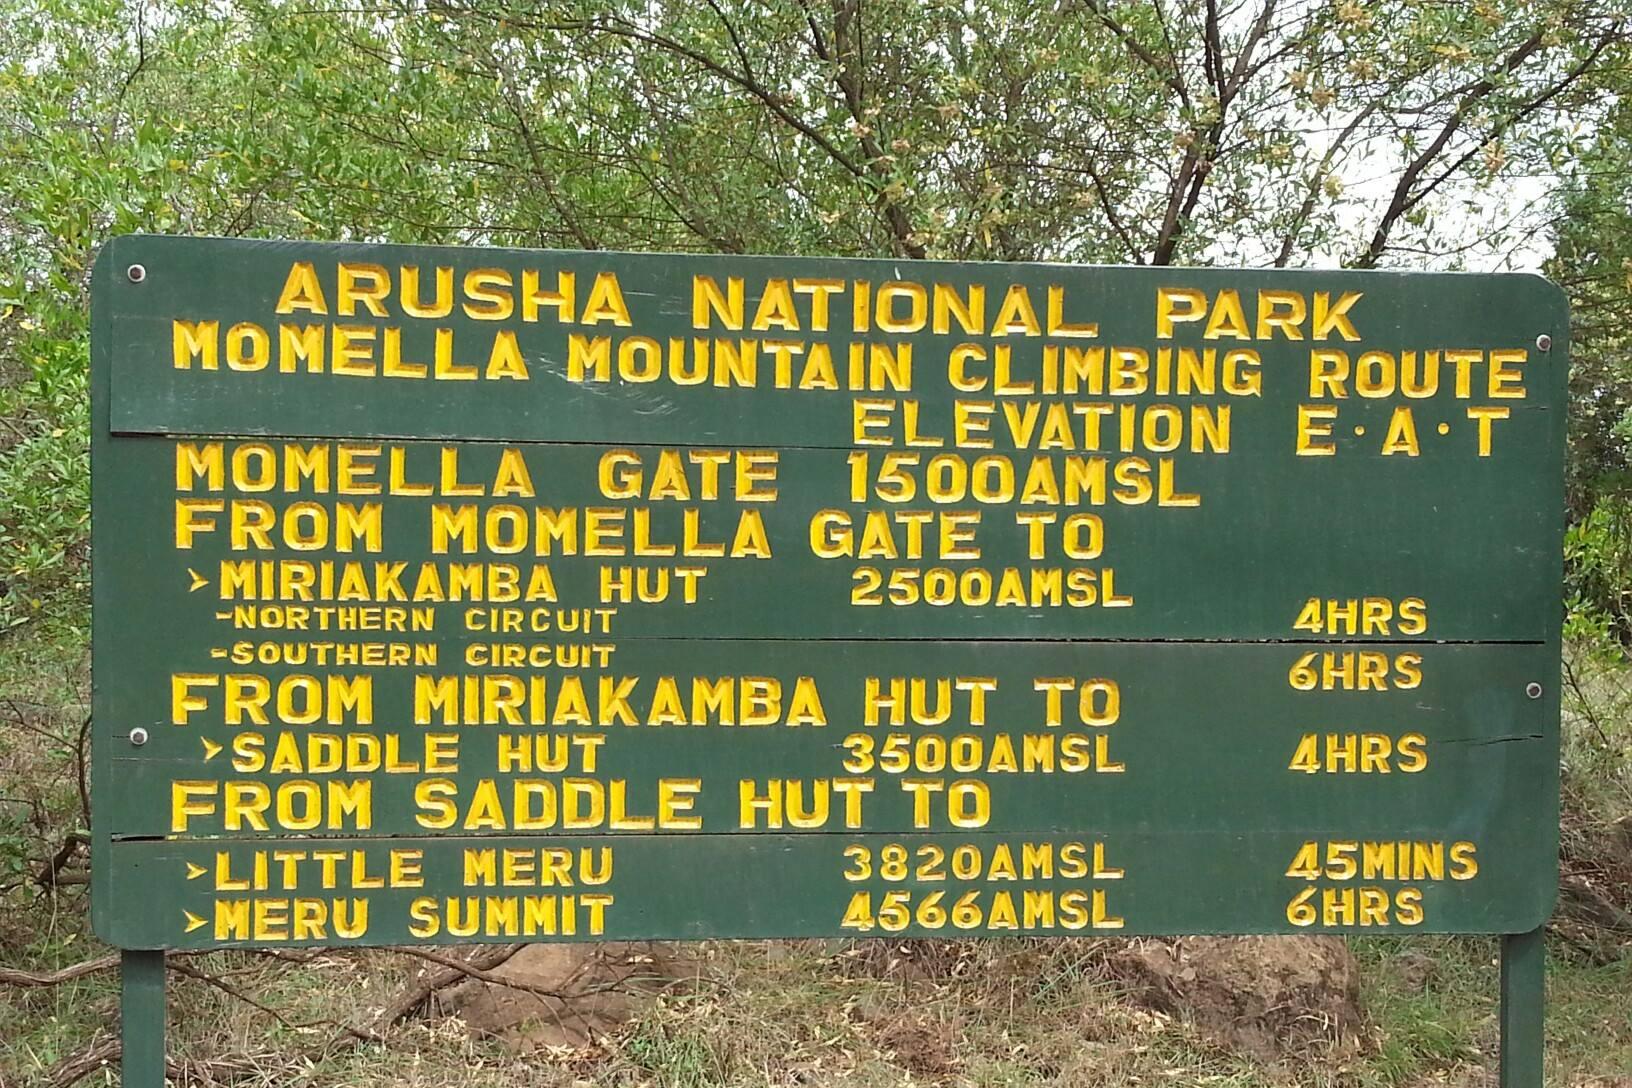 ARUSHA NATIONAL PARK
MOMELLA MOUNTAIN CLIMBING ROUTE
ELEVATION E·A·T
MOMELLA GATE 1500AMSL
FROM MOMELLA GATE TO
➢MIRIAKAMBA HUT 2500AMSL
-NORTHERN CIRCUIT 4HRS
-SOUTHERN CIRCUIT 6HRS
FROM MIRIAKAMBA HUT TO
➢SADDLE HUT 3500AMSL 4HRS
FROM SADDLE HUT TO
➢LITTLE MERU 3820AMSL 45MINS
➢MERU SUMMIT 4566AMSL 6HRS